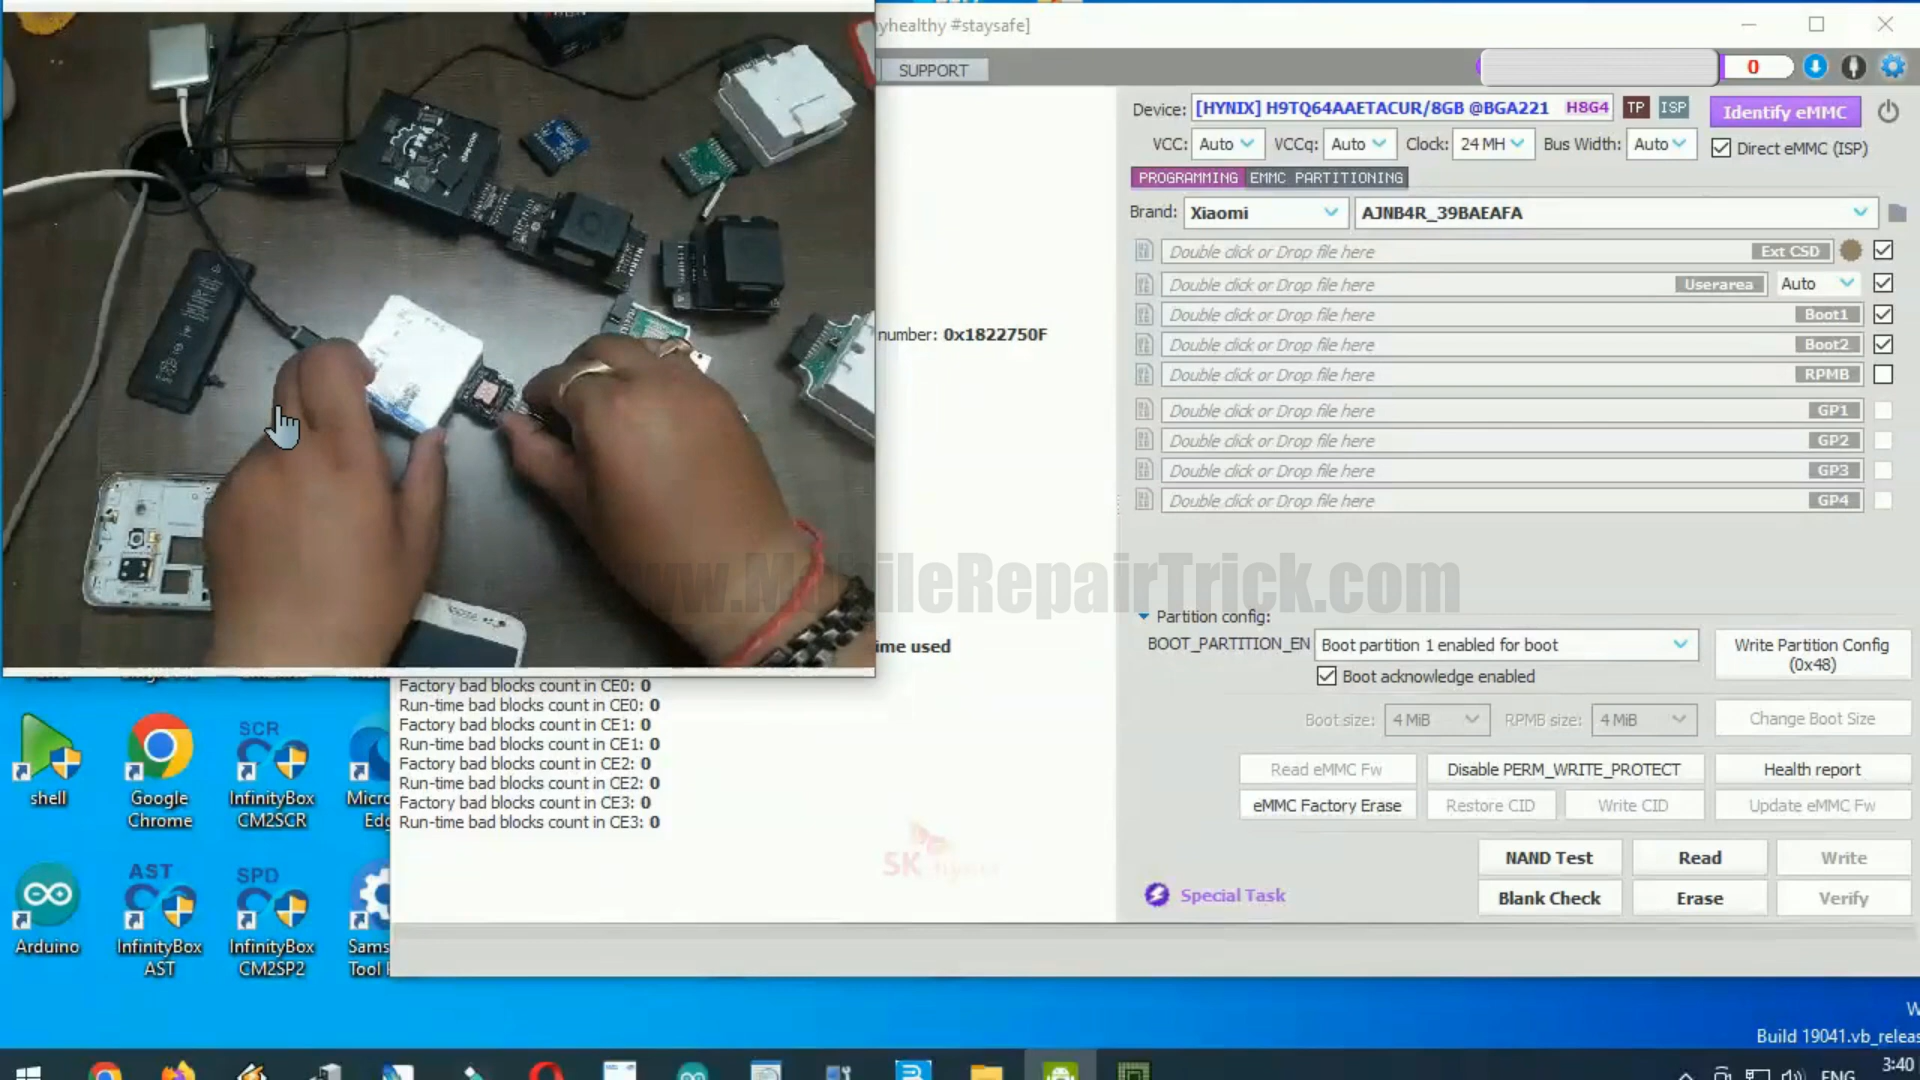 yhealthy #staysafe]
SUPPORT
0
Device: [HYNIX] H9TQ64AAETACUR/8GB @BGA221 H8G4 TP ISP Identify eMMC
VCC: Auto VCCq: Auto Clock: 24 MH Bus Width: Auto Direct eMMC (ISP)
PROGRAMMING EMMC PARTITIONING
Brand: Xiaomi AJNB4R_39BAEAFA
Double click or Drop file here Ext CSD
Double click or Drop file here Userarea Auto
Double click or Drop file here Boot1
number: 0x1822750F
Double click or Drop file here Boot2
Double click or Drop file here RPMB
Double click or Drop file here GP1
Double click or Drop file here GP2
Double click or Drop file here GP3
Double click or Drop file here GP4
www.MobileRepairTrick.com
Partition config:
BOOT_PARTITION_EN Boot partition 1 enabled for boot Write Partition Config (0x48)
ime used
Boot acknowledge enabled
Boot size: 4 MiB RPMB size: 4 MiB Change Boot Size
Factory bad blocks count in CE0: 0
Run-time bad blocks count in CE0: 0
Factory bad blocks count in CE1: 0
Run-time bad blocks count in CE1: 0
Factory bad blocks count in CE2: 0
Run-time bad blocks count in CE2: 0
Factory bad blocks count in CE3: 0
Run-time bad blocks count in CE3: 0
Read eMMC Fw Disable PERM_WRITE_PROTECT Health report
eMMC Factory Erase Restore CID Write CID Update eMMC Fw
SK
NAND Test Read Write
Special Task
Blank Check Erase Verify
SCR
shell
Google Chrome
InfinityBox CM2SCR
Micro
Edg
AST
SPD
Arduino
InfinityBox AST
InfinityBox CM2SP2
Sams
Tool
W
Build 19041.vb_releas
ENG
3:40